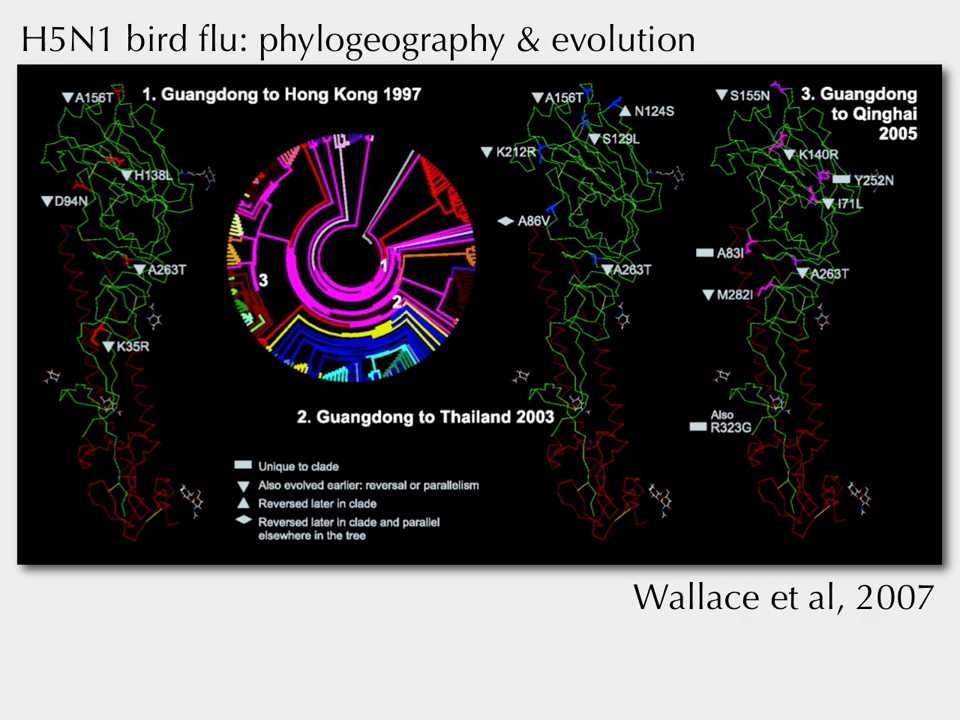 H5N1 bird flu: phylogeography & evolution
1. Guangdong to Hong Kong 1997
A156T
H138L
D94N
A263T
K35R
1
2
3
2. Guangdong to Thailand 2003
A156T
N124S
S129L
K212R
A86V
A263T
3. Guangdong
to Qinghai
2005
S155N
K140R
Y252N
I71L
A83I
A263T
M282I
Also
R323G
Unique to clade
Also evolved earlier: reversal or parallelism
Reversed later in clade
Reversed later in clade and parallel
elsewhere in the tree
Wallace et al, 2007